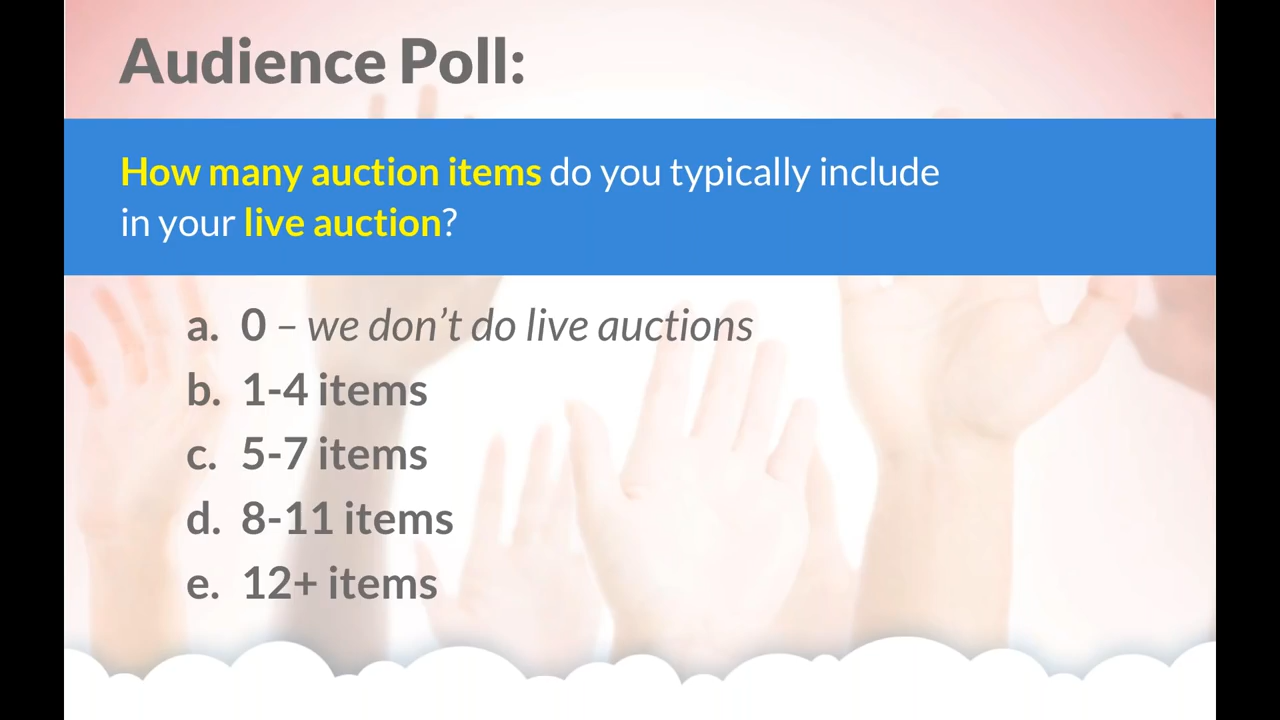 Audience Poll:
How many auction items do you typically include
in your live auction?
a. 0 – we don’t do live auctions
b. 1-4 items
c. 5-7 items
d. 8-11 items
e. 12+ items